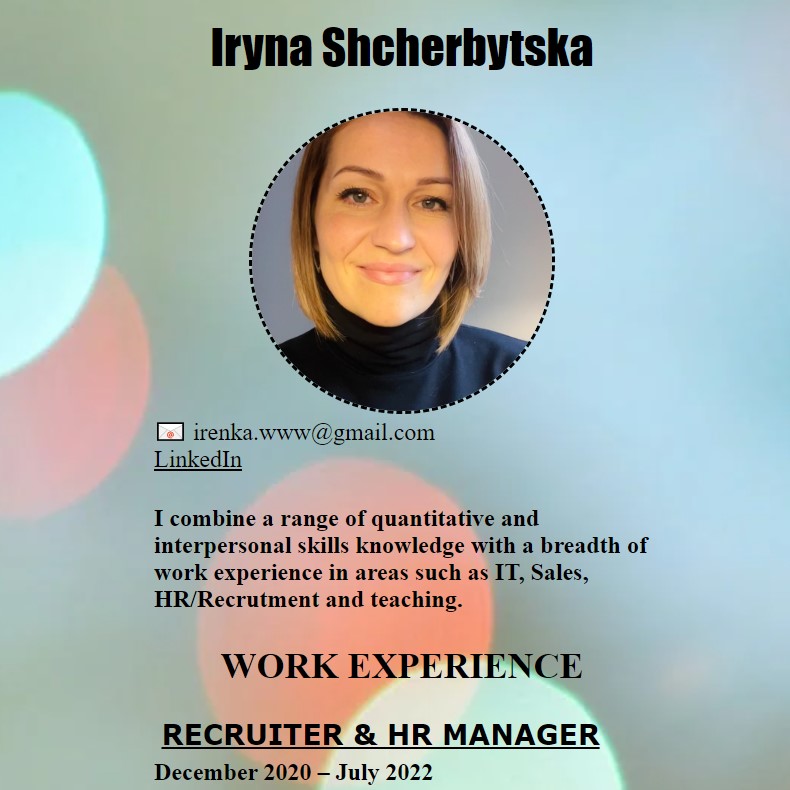 Iryna Shcherbytska
irenka.www@gmail.com
LinkedIn
I combine a range of quantitative and
interpersonal skills knowledge with a breadth of
work experience in areas such as IT, Sales,
HR/Recrutment and teaching.
WORK EXPERIENCE
RECRUITER & HR MANAGER
December 2020 – July 2022